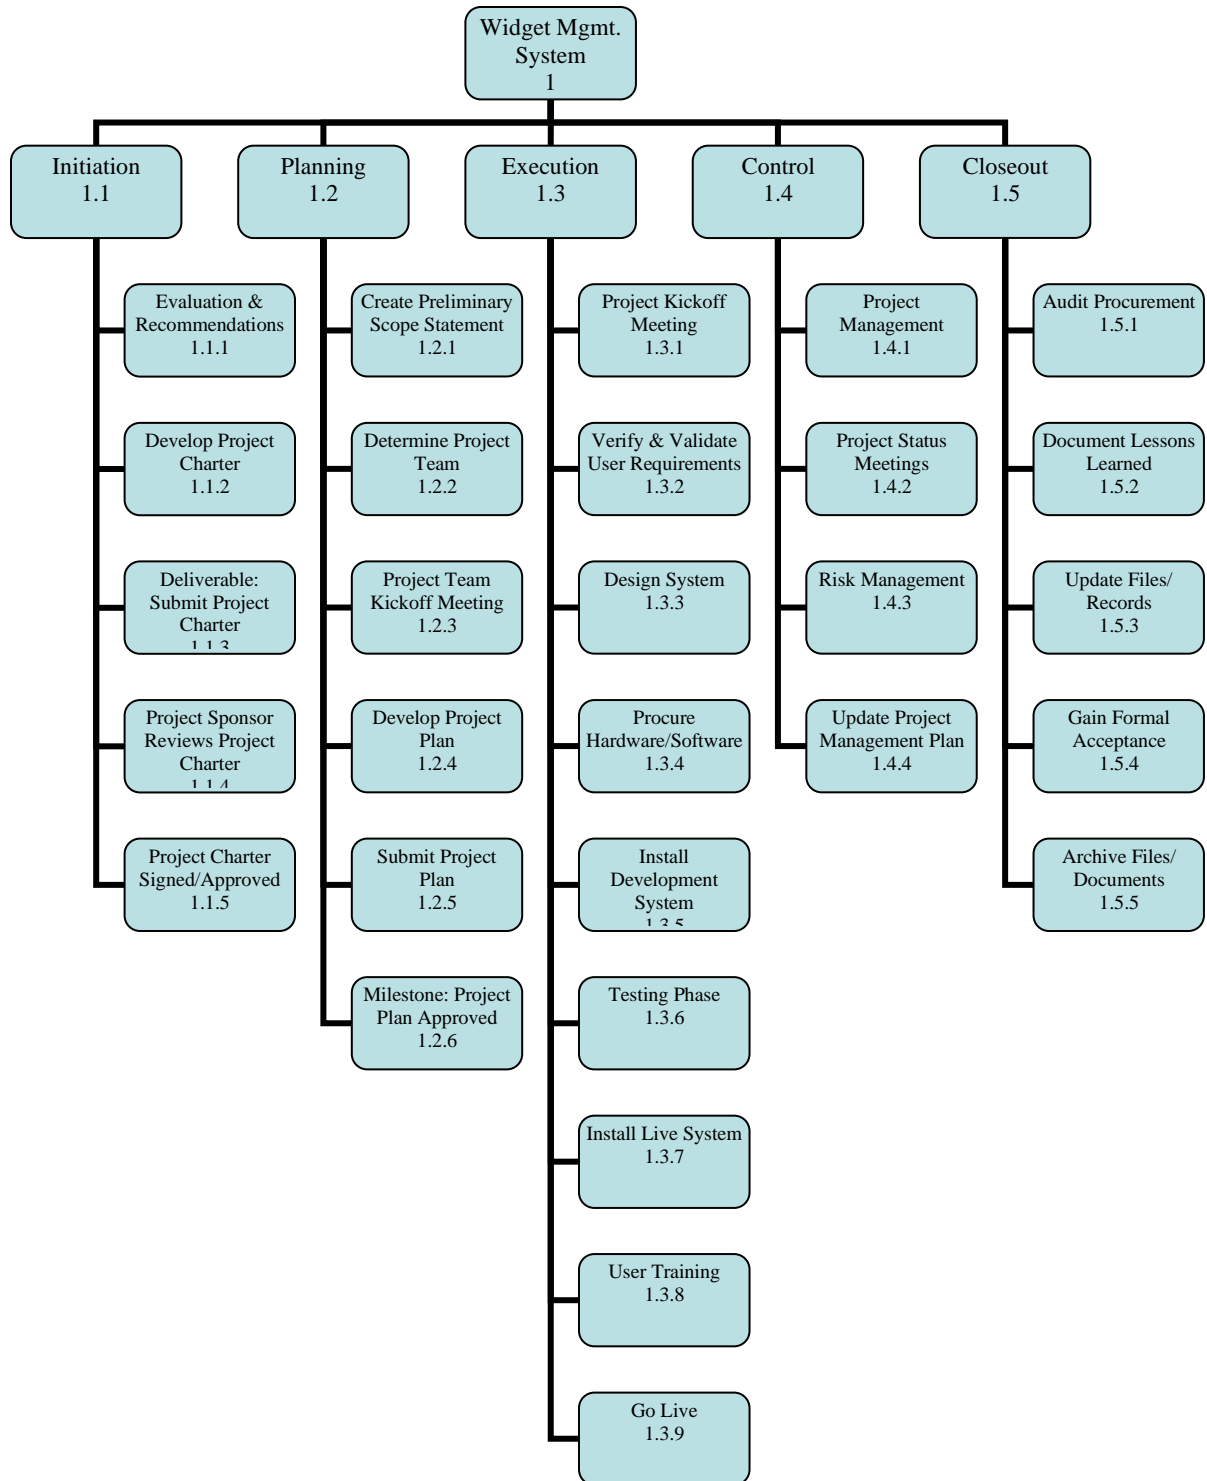 Widget Mgmt.
System
1
Initiation
1.1
Planning
1.2
Execution
1.3
Control
1.4
Closeout
1.5
Evaluation &
Recommendations
1.1.1
Develop Project
Charter
1.1.2
Deliverable:
Submit Project
Charter
1.1.3
Project Sponsor
Reviews Project
Charter
1.1.4
Project Charter
Signed/Approved
1.1.5
Create Preliminary
Scope Statement
1.2.1
Determine Project
Team
1.2.2
Project Team
Kickoff Meeting
1.2.3
Develop Project
Plan
1.2.4
Submit Project
Plan
1.2.5
Milestone: Project
Plan Approved
1.2.6
Project Kickoff
Meeting
1.3.1
Verify & Validate
User Requirements
1.3.2
Design System
1.3.3
Procure
Hardware/Software
1.3.4
Install
Development
System
1.3.5
Testing Phase
1.3.6
Install Live System
1.3.7
User Training
1.3.8
Go Live
1.3.9
Project
Management
1.4.1
Project Status
Meetings
1.4.2
Risk Management
1.4.3
Update Project
Management Plan
1.4.4
Audit Procurement
1.5.1
Document Lessons
Learned
1.5.2
Update Files/
Records
1.5.3
Gain Formal
Acceptance
1.5.4
Archive Files/
Documents
1.5.5